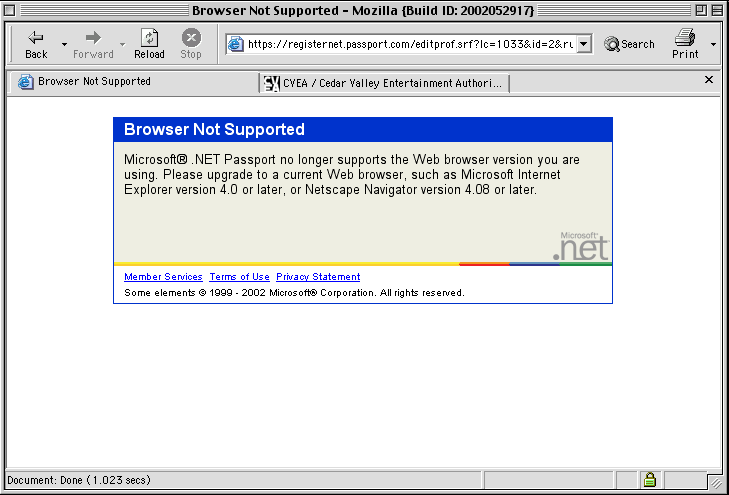 Browser Not Supported - Mozilla {Build ID: 2002052917}
Back
Forward
Reload
Stop
https://registernet.passport.com/editprof.srf?lc=1033&id=2&ru
Search
Print
Browser Not Supported
CVEA / Cedar Valley Entertainment Authori...
Browser Not Supported
Microsoft® .NET Passport no longer supports the Web browser version you are
using. Please upgrade to a current Web browser, such as Microsoft Internet
Explorer version 4.0 or later, or Netscape Navigator version 4.08 or later.
Microsoft®
.net
Member Services Terms of Use Privacy Statement
Some elements © 1999 - 2002 Microsoft® Corporation. All rights reserved.
Document: Done (1.023 secs)